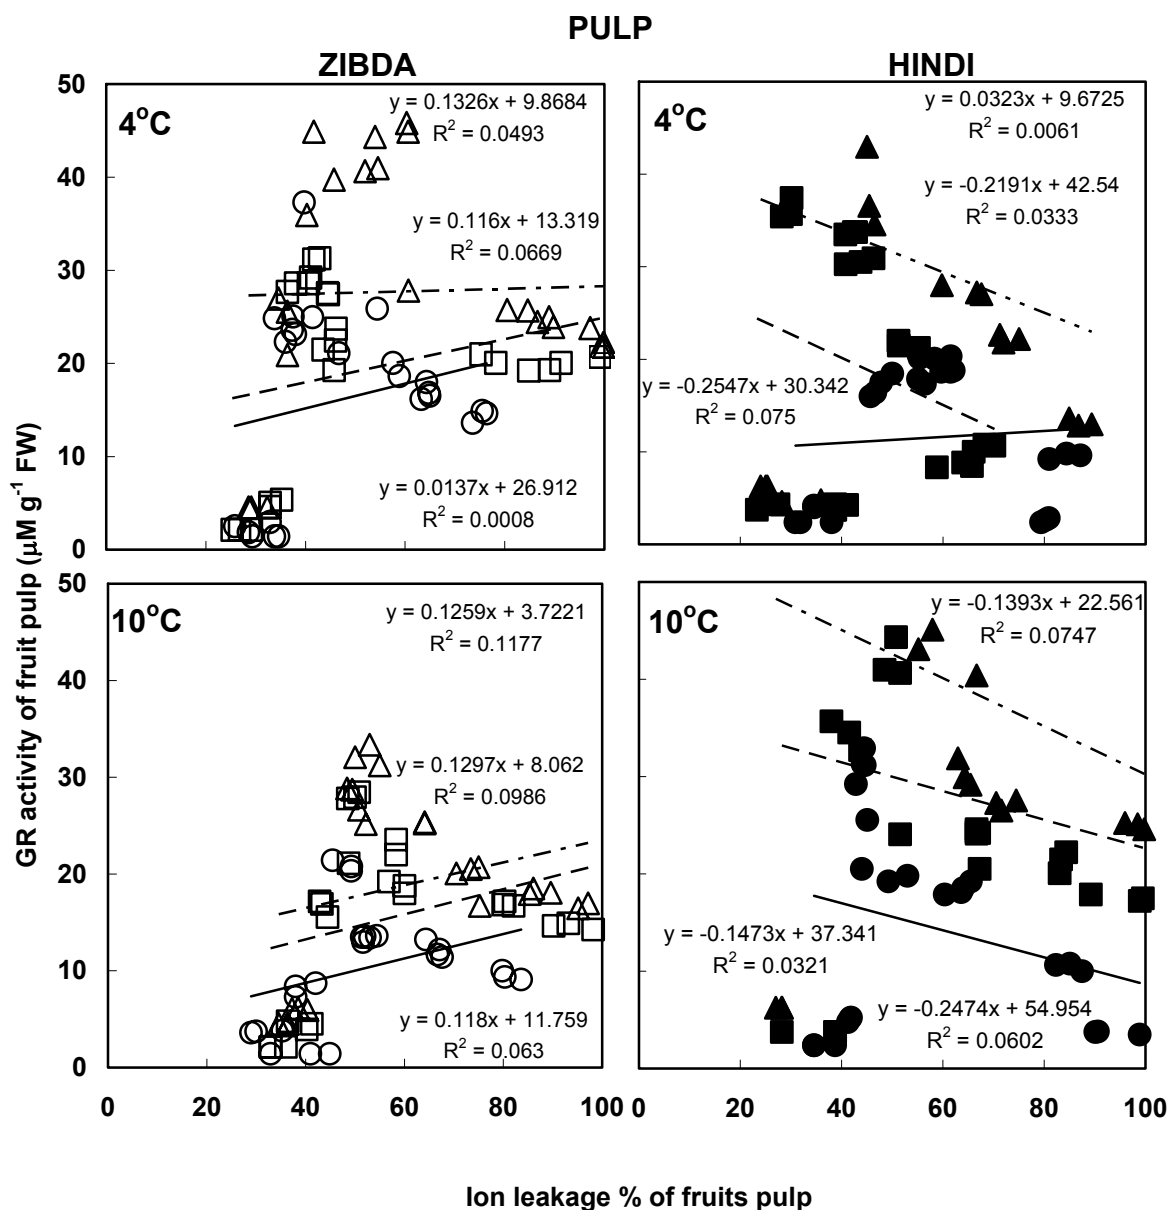 PULP
ZIBDA
HINDI
50
40
30
20
10
0
4°C
y = 0.1326x + 9.8684
R² = 0.0493
y = 0.116x + 13.319
R² = 0.0669
y = 0.0137x + 26.912
R² = 0.0008
4°C
y = 0.0323x + 9.6725
R² = 0.0061
y = -0.2191x + 42.54
R² = 0.0333
y = -0.2547x + 30.342
R² = 0.075
GR activity of fruit pulp (µM g⁻¹ FW)
50
40
30
20
10
0
10°C
y = 0.1259x + 3.7221
R² = 0.1177
y = 0.1297x + 8.062
R² = 0.0986
y = 0.118x + 11.759
R² = 0.063
10°C
y = -0.1393x + 22.561
R² = 0.0747
y = -0.1473x + 37.341
R² = 0.0321
y = -0.2474x + 54.954
R² = 0.0602
0 20 40 60 80 100
0 20 40 60 80 100
Ion leakage % of fruits pulp